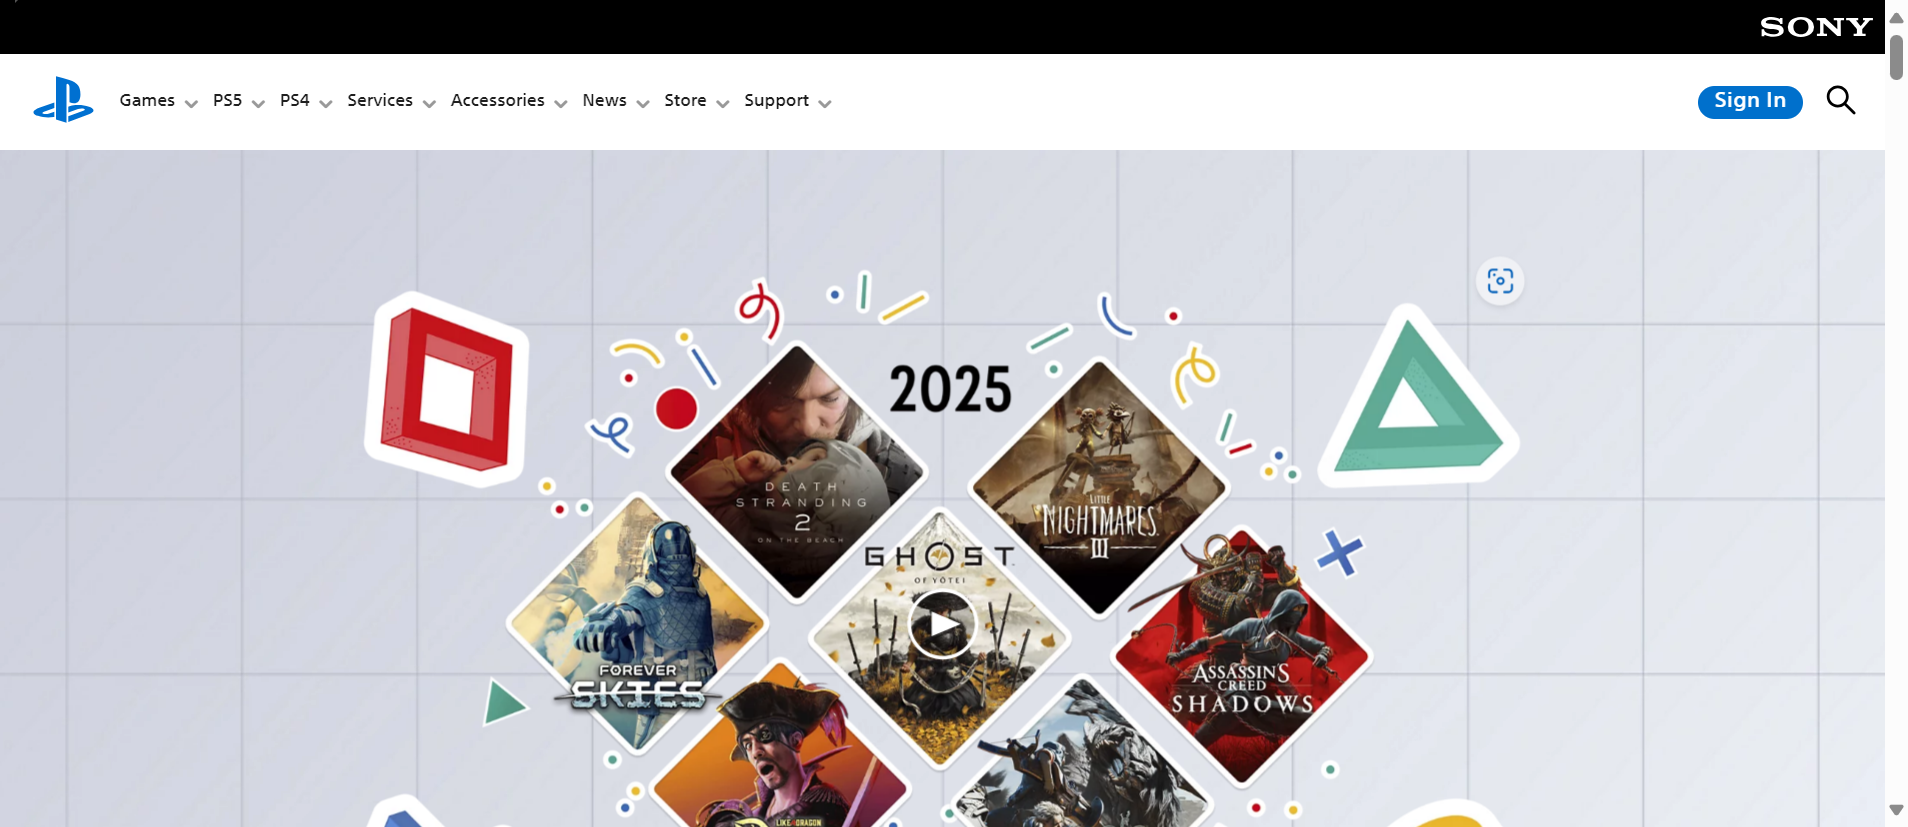 SONY
Games PS5 PS4 Services Accessories News Store Support
Sign In
2025
DEATH
STRANDING
2
ON THE BEACH
LITTLE
NIGHTMARES
III
GHOST
OF YŌTEI
FOREVER
SKIES
ASSASSIN'S
CREED
SHADOWS
LIKE A DRAGON